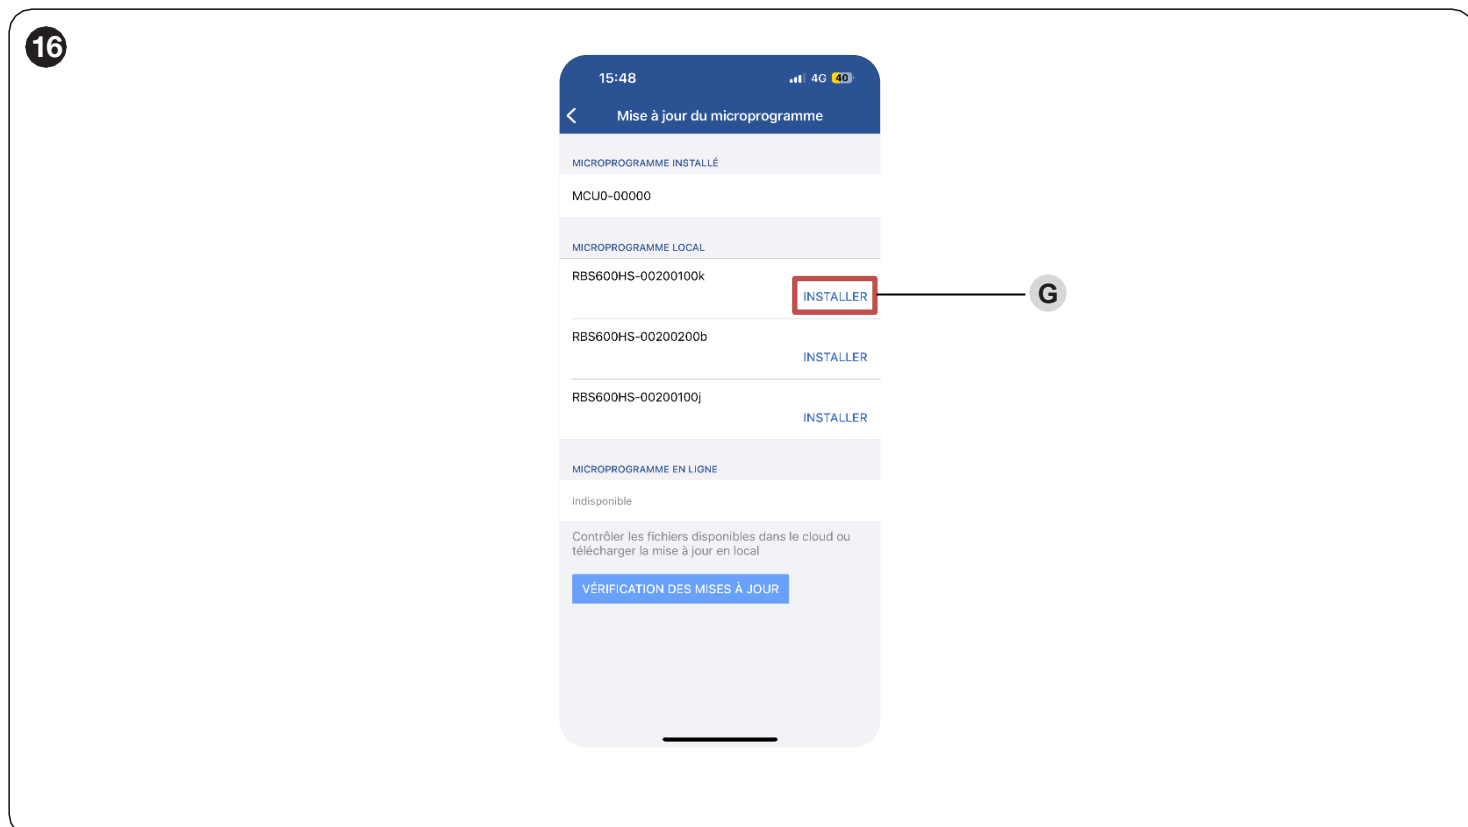 16
15:48
4G 40
Mise à jour du microprogramme
MICROPROGRAMME INSTALLÉ
MCU0-00000
MICROPROGRAMME LOCAL
RBS600HS-00200100k
INSTALLER
G
RBS600HS-00200200b
INSTALLER
RBS600HS-00200100j
INSTALLER
MICROPROGRAMME EN LIGNE
Indisponible
Contrôler les fichiers disponibles dans le cloud ou
télécharger la mise à jour en local
VÉRIFICATION DES MISES À JOUR